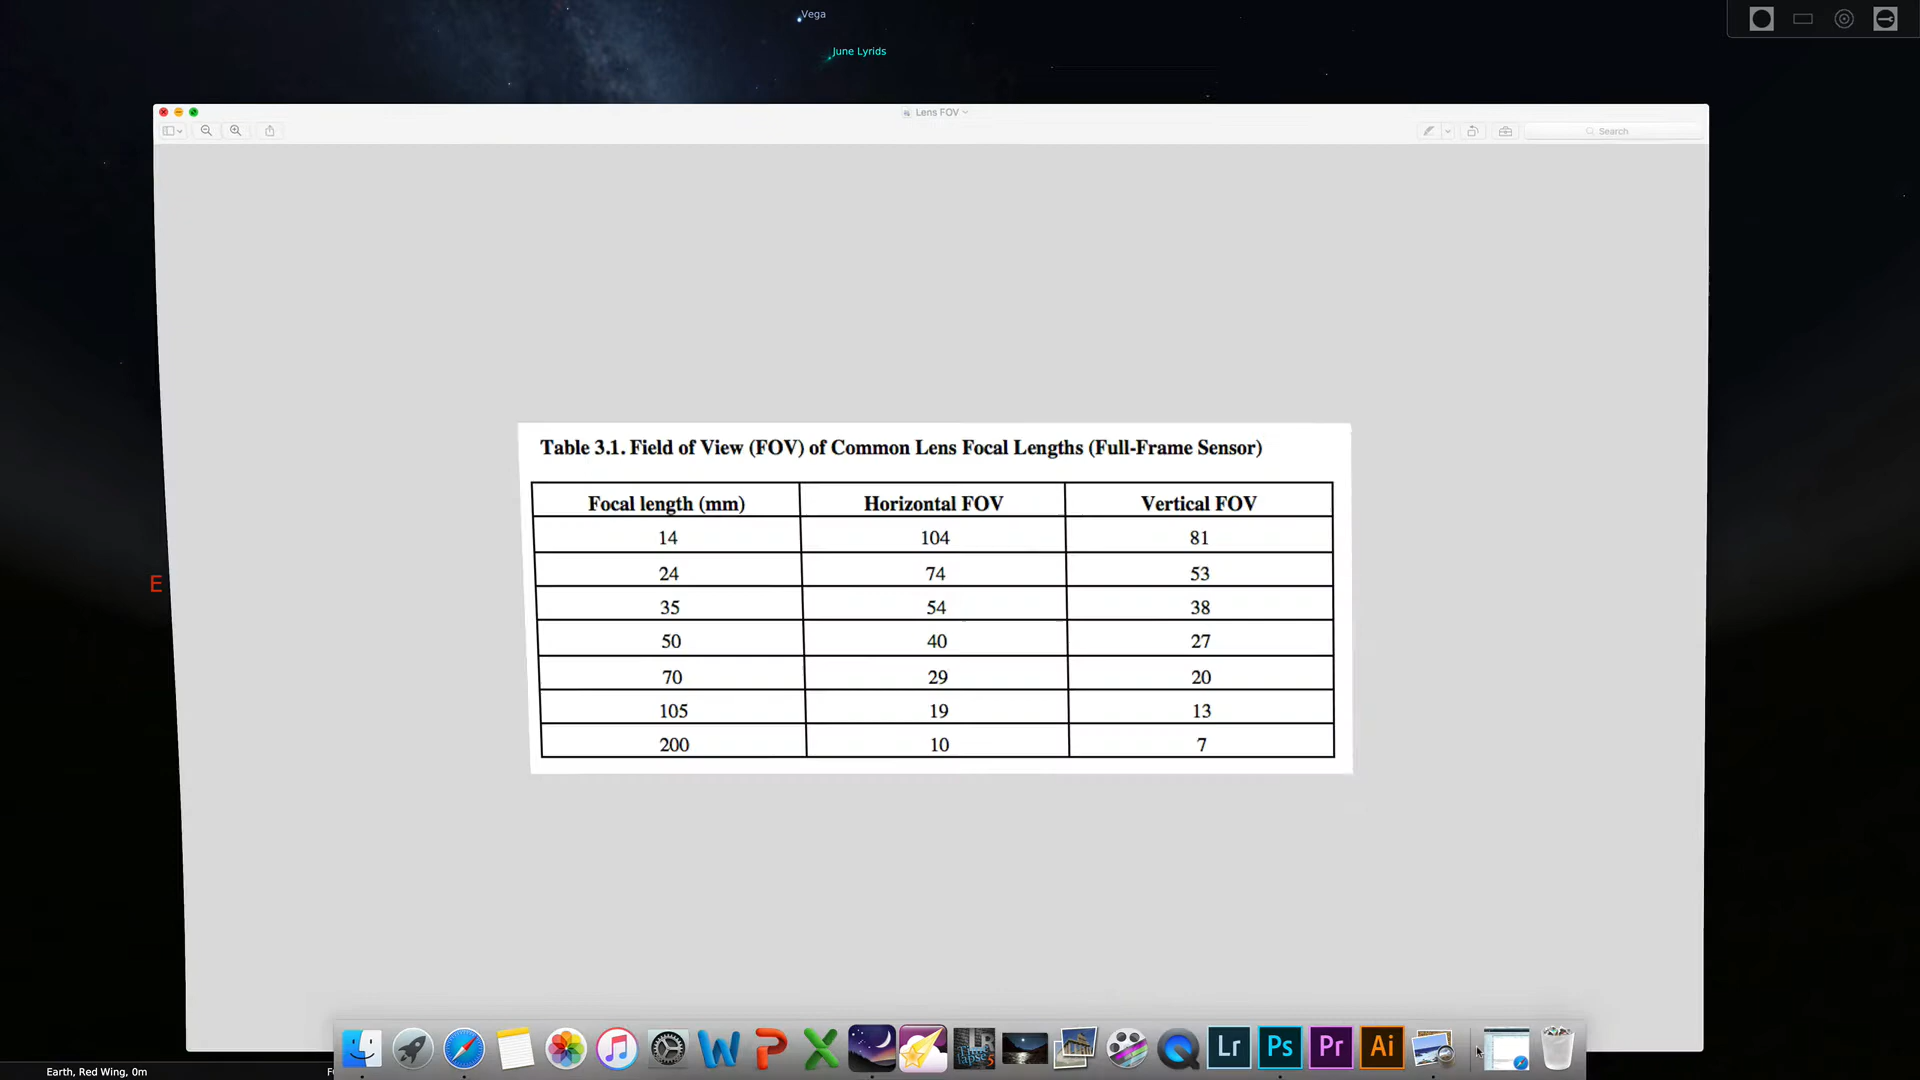 Vega
June Lyrids
Lens FOV
Search
Table 3.1. Field of View (FOV) of Common Lens Focal Lengths (Full-Frame Sensor)
Focal length (mm) Horizontal FOV Vertical FOV
14 104 81
24 74 53
35 54 38
E
50 40 27
70 29 20
105 19 13
200 10 7
Lr Ps Pr Ai
Earth, Red Wing, 0m